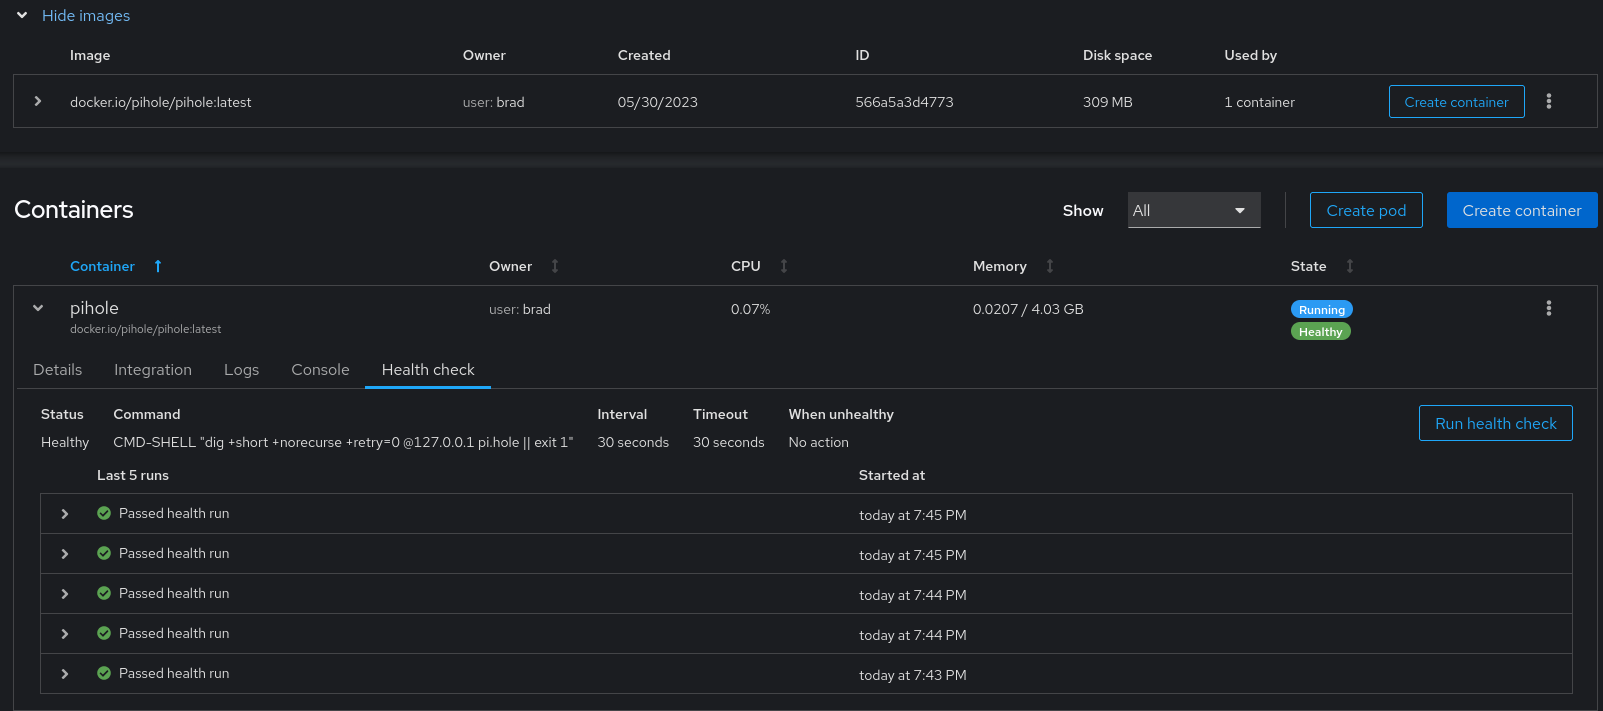 Hide images
Image Owner Created ID Disk space Used by
docker.io/pihole/pihole:latest user: brad 05/30/2023 566a5a3d4773 309 MB 1 container Create container
Containers Show All Create pod Create container
Container Owner CPU Memory State
pihole user: brad 0.07% 0.0207 / 4.03 GB Running
docker.io/pihole/pihole:latest Healthy
Details Integration Logs Console Health check
Status Command Interval Timeout When unhealthy
Healthy CMD-SHELL "dig +short +norecurse +retry=0 @127.0.0.1 pi.hole || exit 1" 30 seconds 30 seconds No action Run health check
Last 5 runs Started at
Passed health run today at 7:45 PM
Passed health run today at 7:45 PM
Passed health run today at 7:44 PM
Passed health run today at 7:44 PM
Passed health run today at 7:43 PM